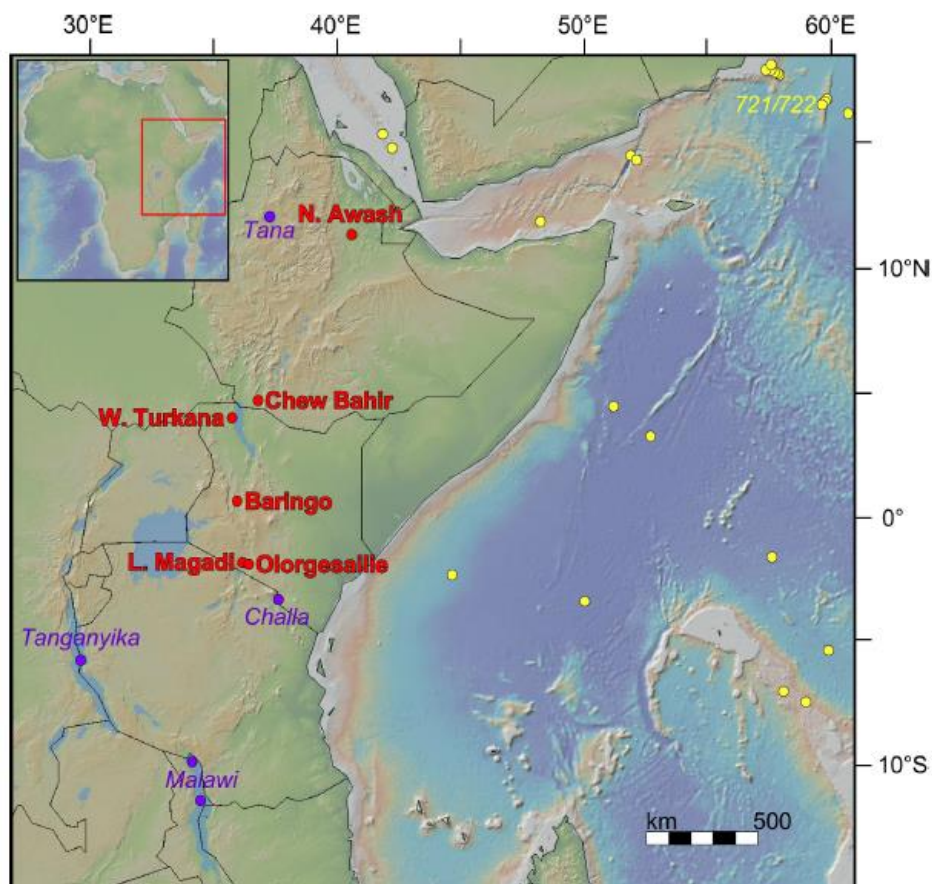 30°E 40°E 50°E 60°E
721/722
N. Awash
Tana
10°N
Chew Bahir
W. Turkana
Baringo
0°
L. Magadi Olorgesailie
Challa
Tanganyika
10°S
Malawi
km 500